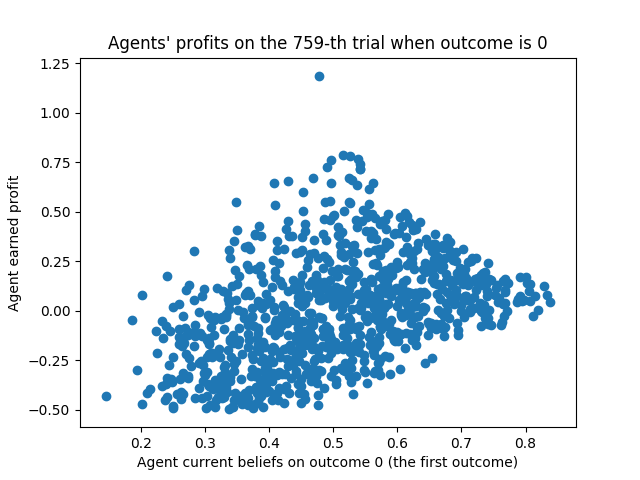 Agents' profits on the 759-th trial when outcome is 0
1.25
1.00
0.75
0.50
0.25
0.00
−0.25
−0.50
Agent earned profit
0.2 0.3 0.4 0.5 0.6 0.7 0.8
Agent current beliefs on outcome 0 (the first outcome)